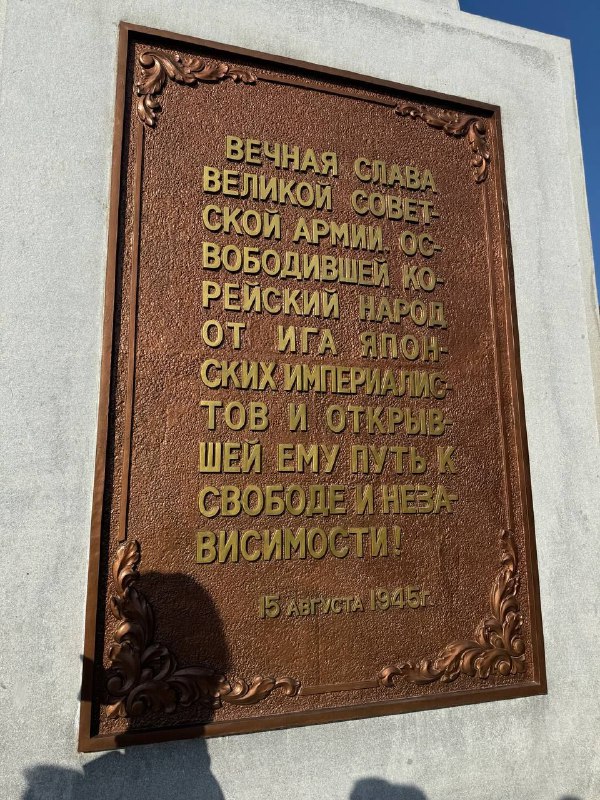 ВЕЧНАЯ СЛАВА
ВЕЛИКОЙ СОВЕТ-
СКОЙ АРМИИ, ОС-
ВОБОДИВШЕЙ КО-
РЕЙСКИЙ НАРОД
ОТ ИГА ЯПОН-
СКИХ ИМПЕРИАЛИС-
ТОВ И ОТКРЫВ-
ШЕЙ ЕМУ ПУТЬ К
СВОБОДЕ И НЕЗА-
ВИСИМОСТИ!
15 АВГУСТА 1945г.